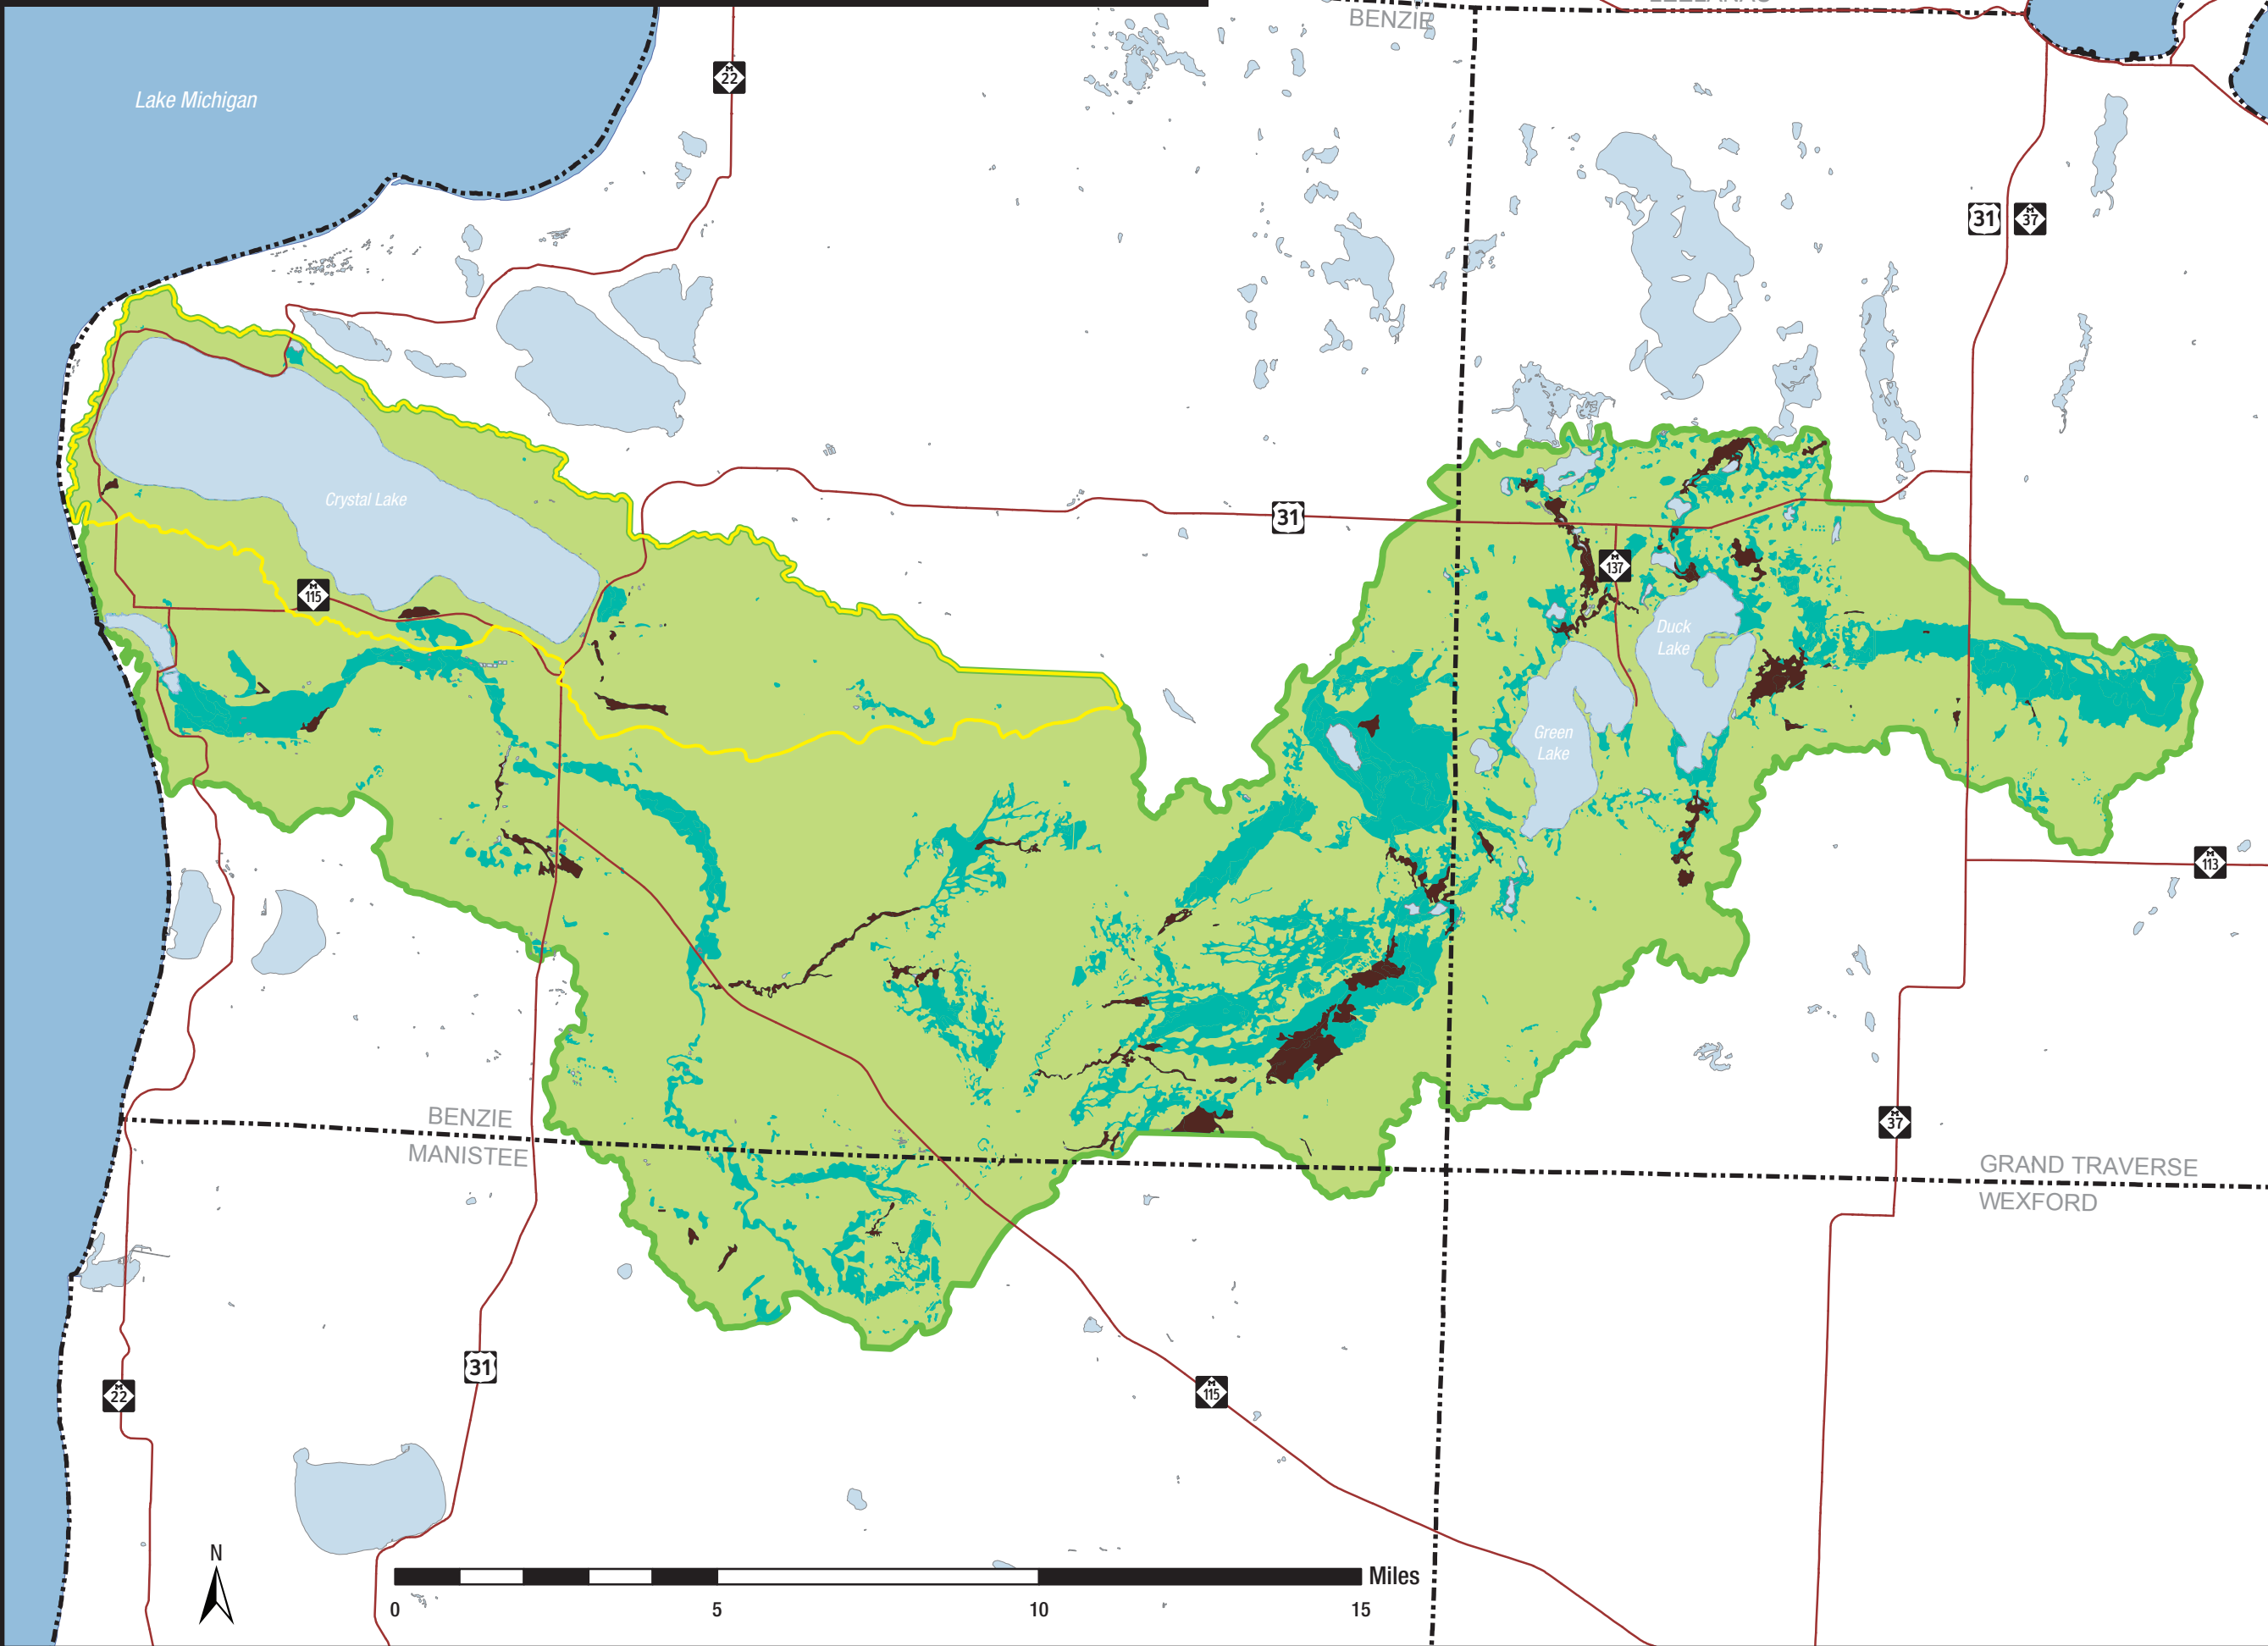 BENZIE
Lake Michigan
M
22
31
M
37
Crystal Lake
31
M
137
M
115
Duck
Lake
Green
Lake
M
113
BENZIE
MANISTEE
M
37
GRAND TRAVERSE
WEXFORD
31
M
22
M
115
N
Miles
0 5 10 15